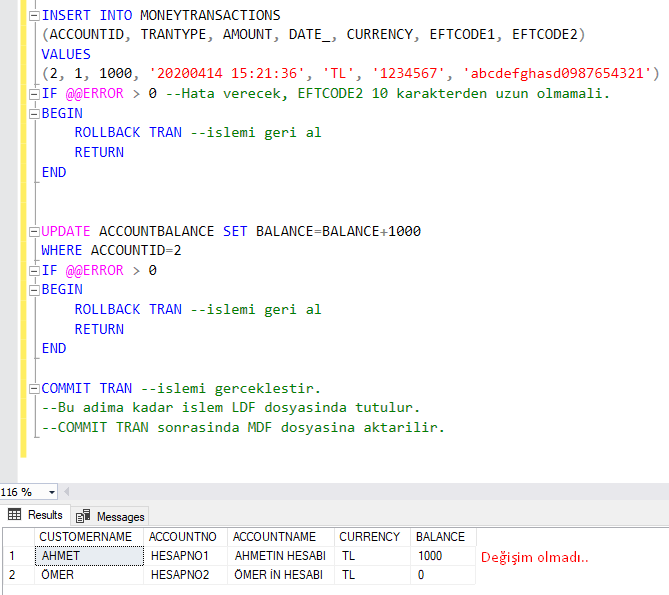 INSERT INTO MONEYTRANSACTIONS
(ACCOUNTID, TRANTYPE, AMOUNT, DATE_, CURRENCY, EFTCODE1, EFTCODE2)
VALUES
(2, 1, 1000, '20200414 15:21:36', 'TL', '1234567', 'abcdefghasd0987654321')
IF @@ERROR > 0 --Hata verecek, EFTCODE2 10 karakterden uzun olmamali.
BEGIN
ROLLBACK TRAN --islemi geri al
RETURN
END
UPDATE ACCOUNTBALANCE SET BALANCE=BALANCE+1000
WHERE ACCOUNTID=2
IF @@ERROR > 0
BEGIN
ROLLBACK TRAN --islemi geri al
RETURN
END
COMMIT TRAN --islemi gerceklestir.
--Bu adima kadar islem LDF dosyasinda tutulur.
--COMMIT TRAN sonrasinda MDF dosyasina aktarilir.
116 %
Results Messages
CUSTOMERNAME ACCOUNTNO ACCOUNTNAME CURRENCY BALANCE
1 AHMET HESAPNO1 AHMETIN HESABI TL 1000 Değişim olmadı..
2 ÖMER HESAPNO2 ÖMER İN HESABI TL 0